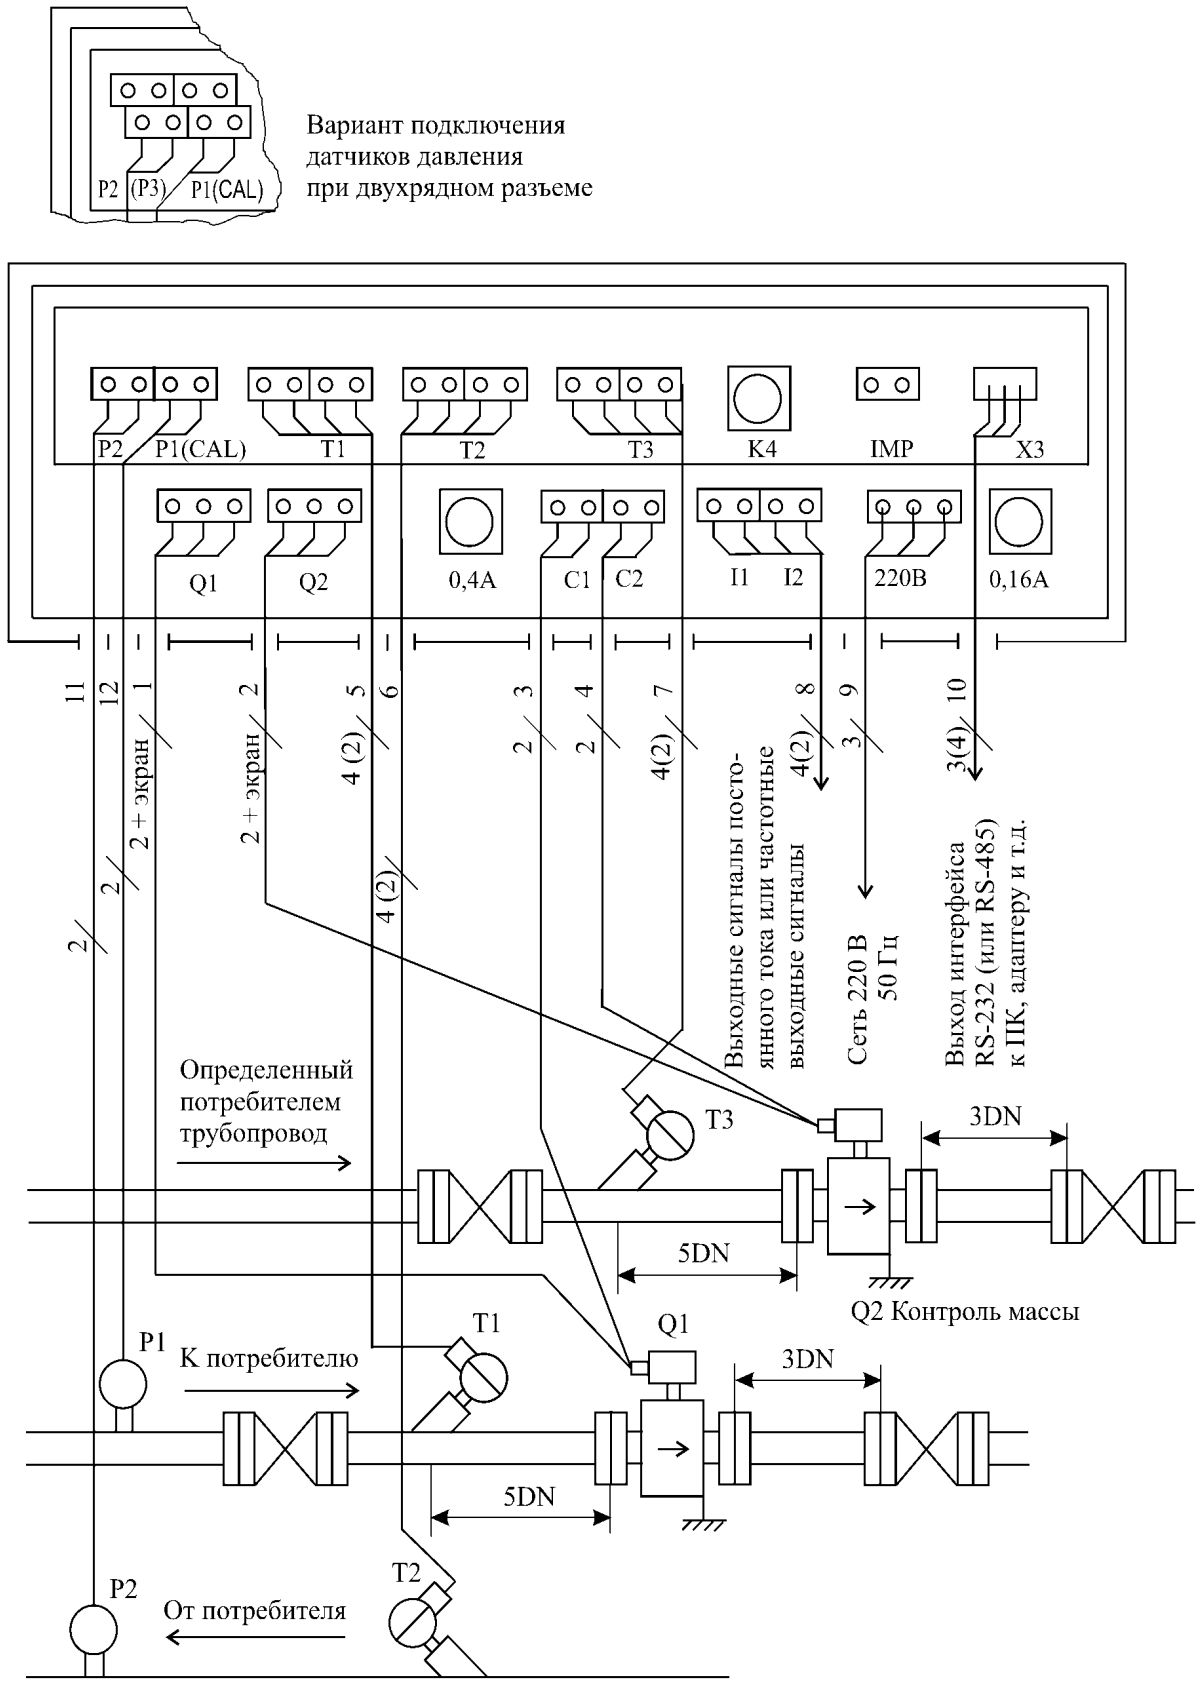 Вариант подключения
датчиков давления
при двухрядном разъеме
P2 (P3) P1(CAL)
P2 P1(CAL) T1 T2 T3 K4 IMP X3
Q1 Q2 0,4А C1 C2 I1 I2 220В 0,16А
11 12 1 2 5 6 3 4 7 8 9 10
2
2
2 + экран
2 + экран
4 (2)
4 (2)
2
2
4(2)
4(2)
3
3(4)
Выходные сигналы посто-
янного тока или частотные
выходные сигналы
Сеть 220 В
50 Гц
Выход интерфейса
RS-232 (или RS-485)
к ПК, адаптеру и т.д.
Определенный
потребителем
трубопровод
T3
3DN
5DN
Q2 Контроль массы
P1
К потребителю
T1
Q1
3DN
5DN
P2
От потребителя
T2